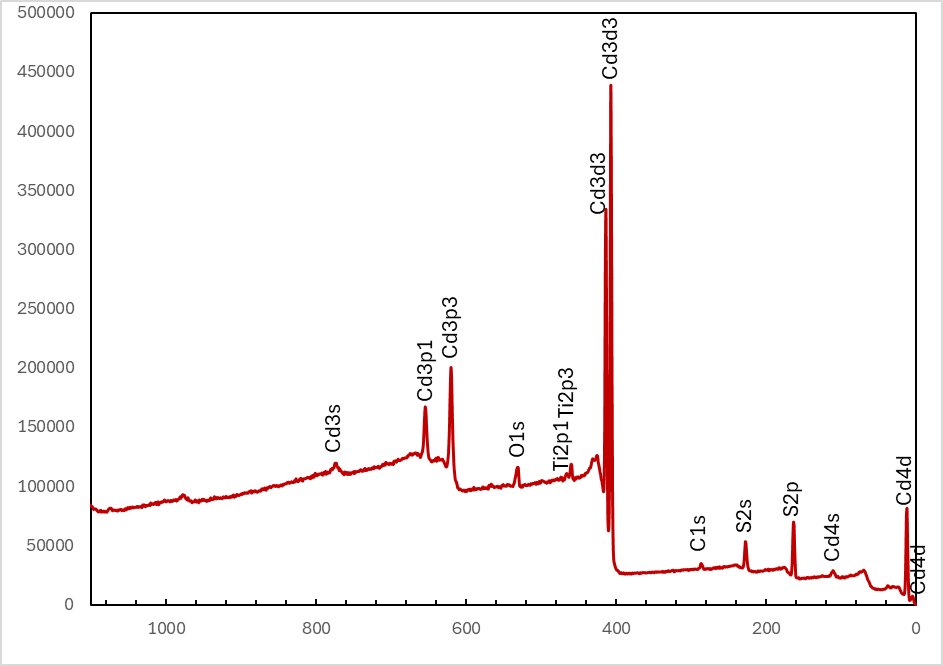 500000
450000
400000
350000
300000
250000
200000
150000
100000
50000
0
Cd3s
Cd3p1
Cd3p3
O1s
Ti2p1
Ti2p3
Cd3d3
Cd3d3
C1s
S2s
S2p
Cd4s
Cd4d
Cd4d
1000
800
600
400
200
0